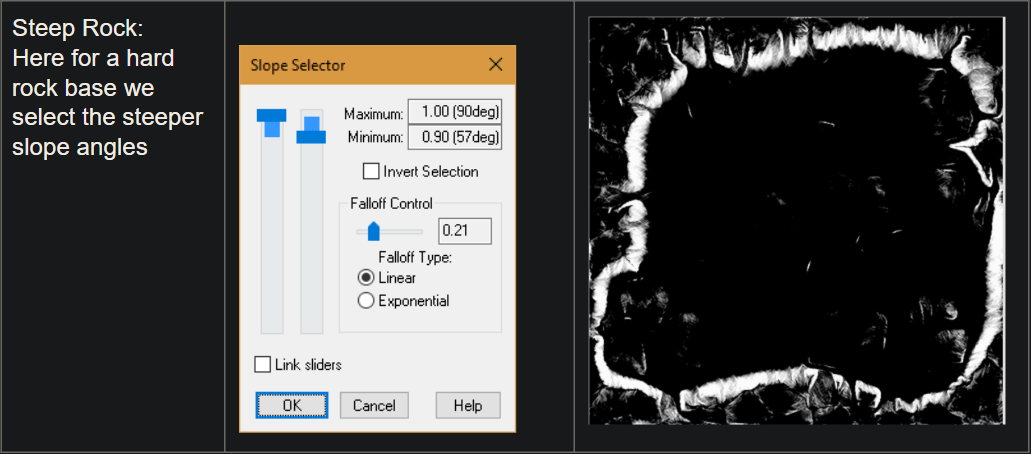 Steep Rock:
Here for a hard
rock base we
select the steeper
slope angles
Slope Selector
Maximum: 1.00 (90deg)
Minimum: 0.90 (57deg)
Invert Selection
Falloff Control
0.21
Falloff Type:
Linear
Exponential
Link sliders
OK Cancel Help